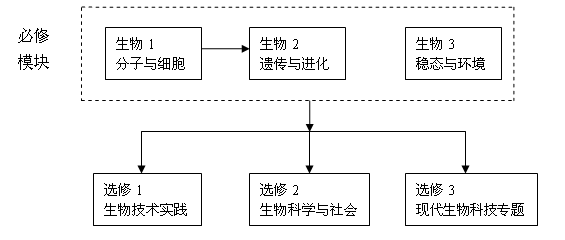 必修
模块
生物 1
分子与细胞
生物 2
遗传与进化
生物 3
稳态与环境
选修 1
生物技术实践
选修 2
生物科学与社会
选修 3
现代生物科技专题